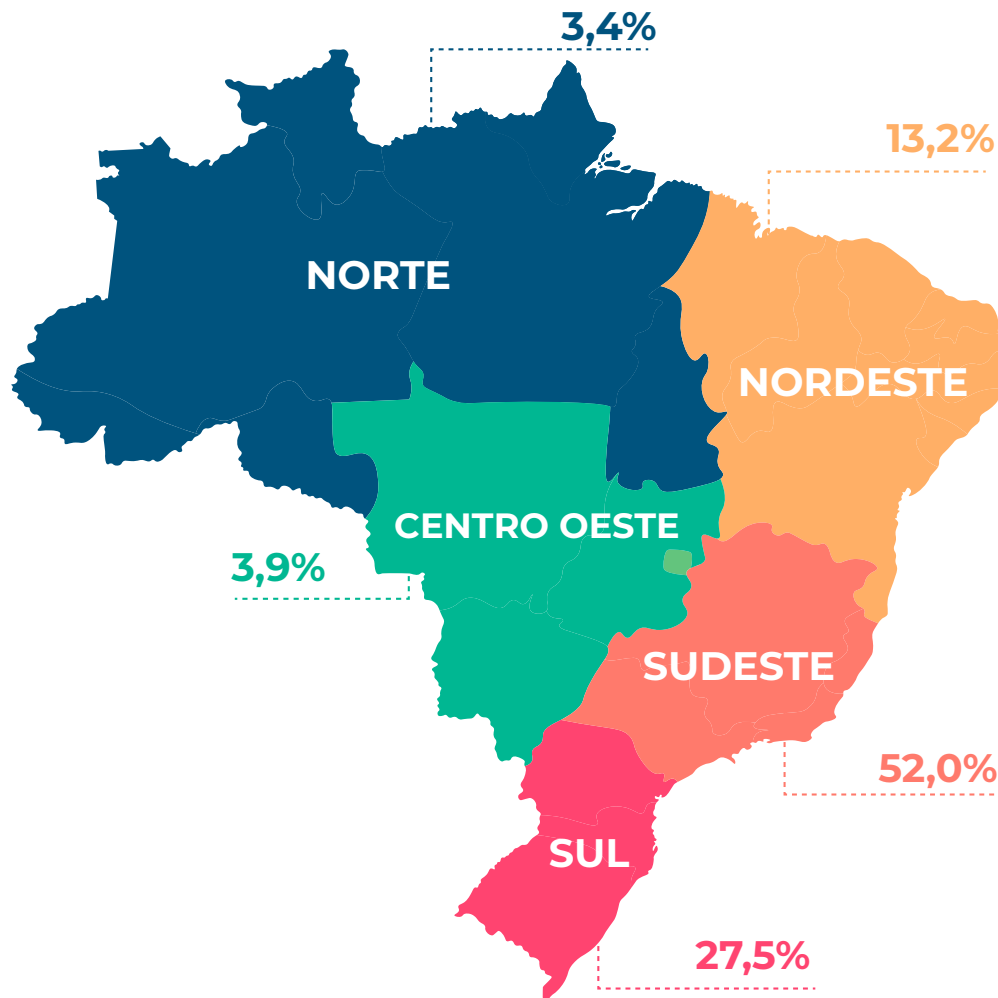 3,4%
13,2%
NORTE
NORDESTE
CENTRO OESTE
3,9%
SUDESTE
52,0%
SUL
27,5%